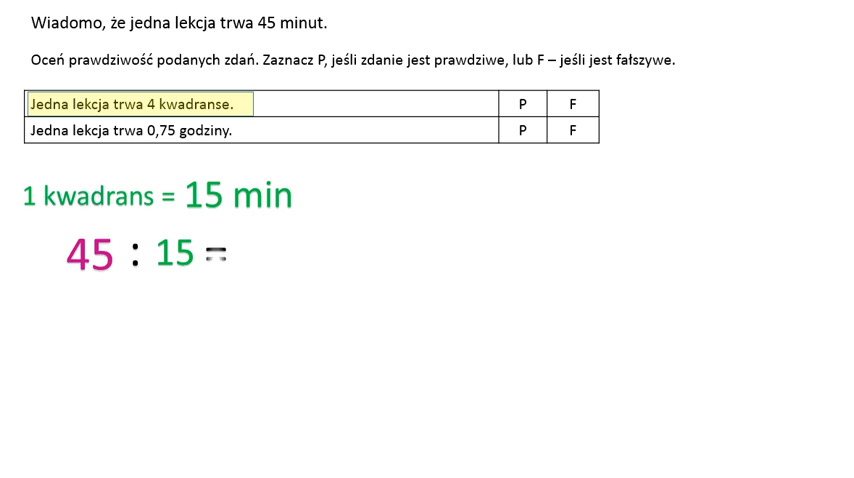 Wiadomo, że jedna lekcja trwa 45 minut.
Oceń prawdziwość podanych zdań. Zaznacz P, jeśli zdanie jest prawdziwe, lub F – jeśli jest fałszywe.
Jedna lekcja trwa 4 kwadranse. P F
Jedna lekcja trwa 0,75 godziny. P F
1 kwadrans = 15 min
45 : 15 =